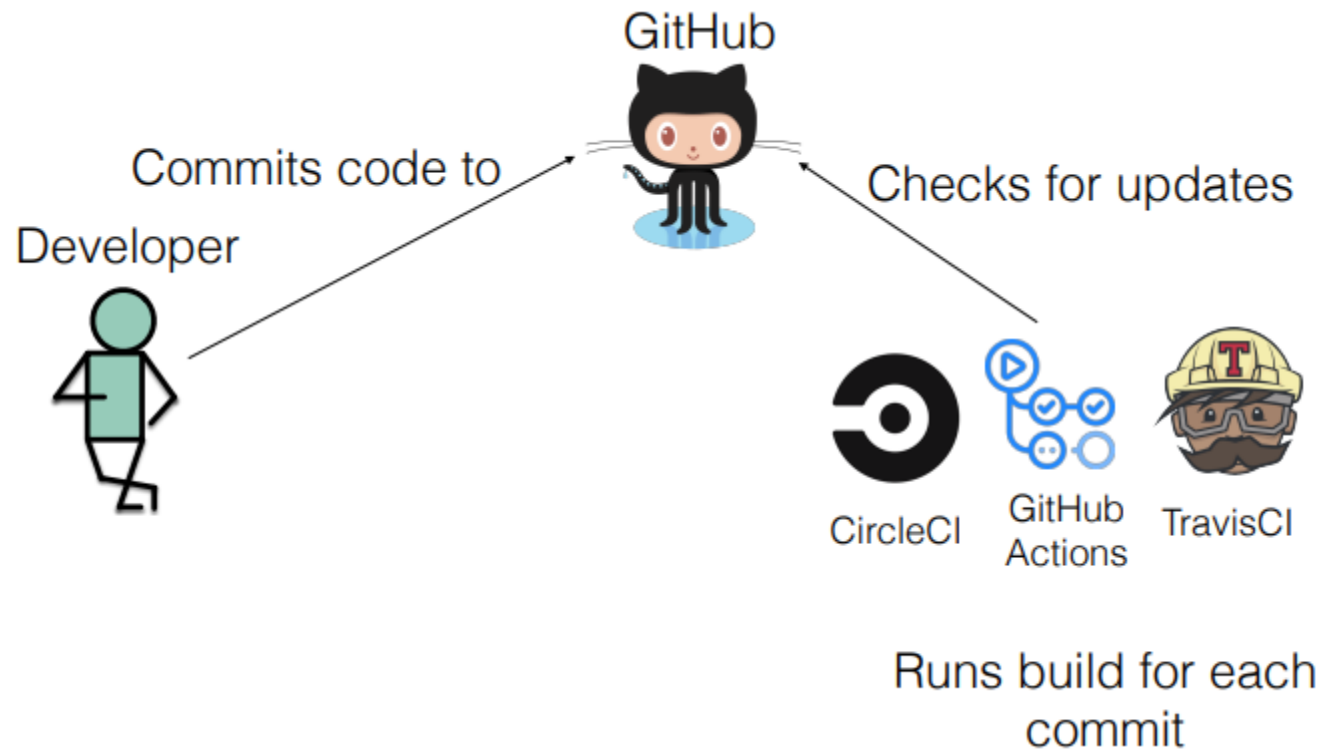 GitHub
Commits code to
Checks for updates
Developer
T
CircleCI
GitHub
Actions
TravisCI
Runs build for each
commit